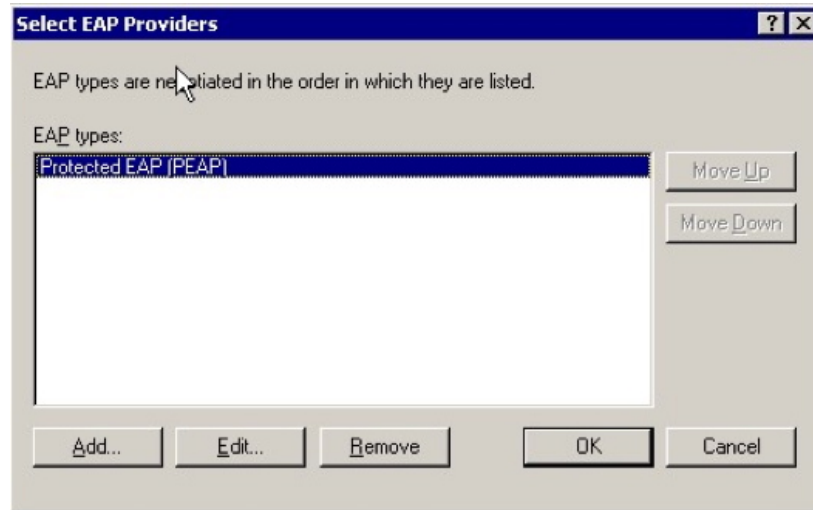 Select EAP Providers
EAP types are negotiated in the order in which they are listed.
EAP types:
Protected EAP (PEAP)
Move Up
Move Down
Add...
Edit...
Remove
OK
Cancel